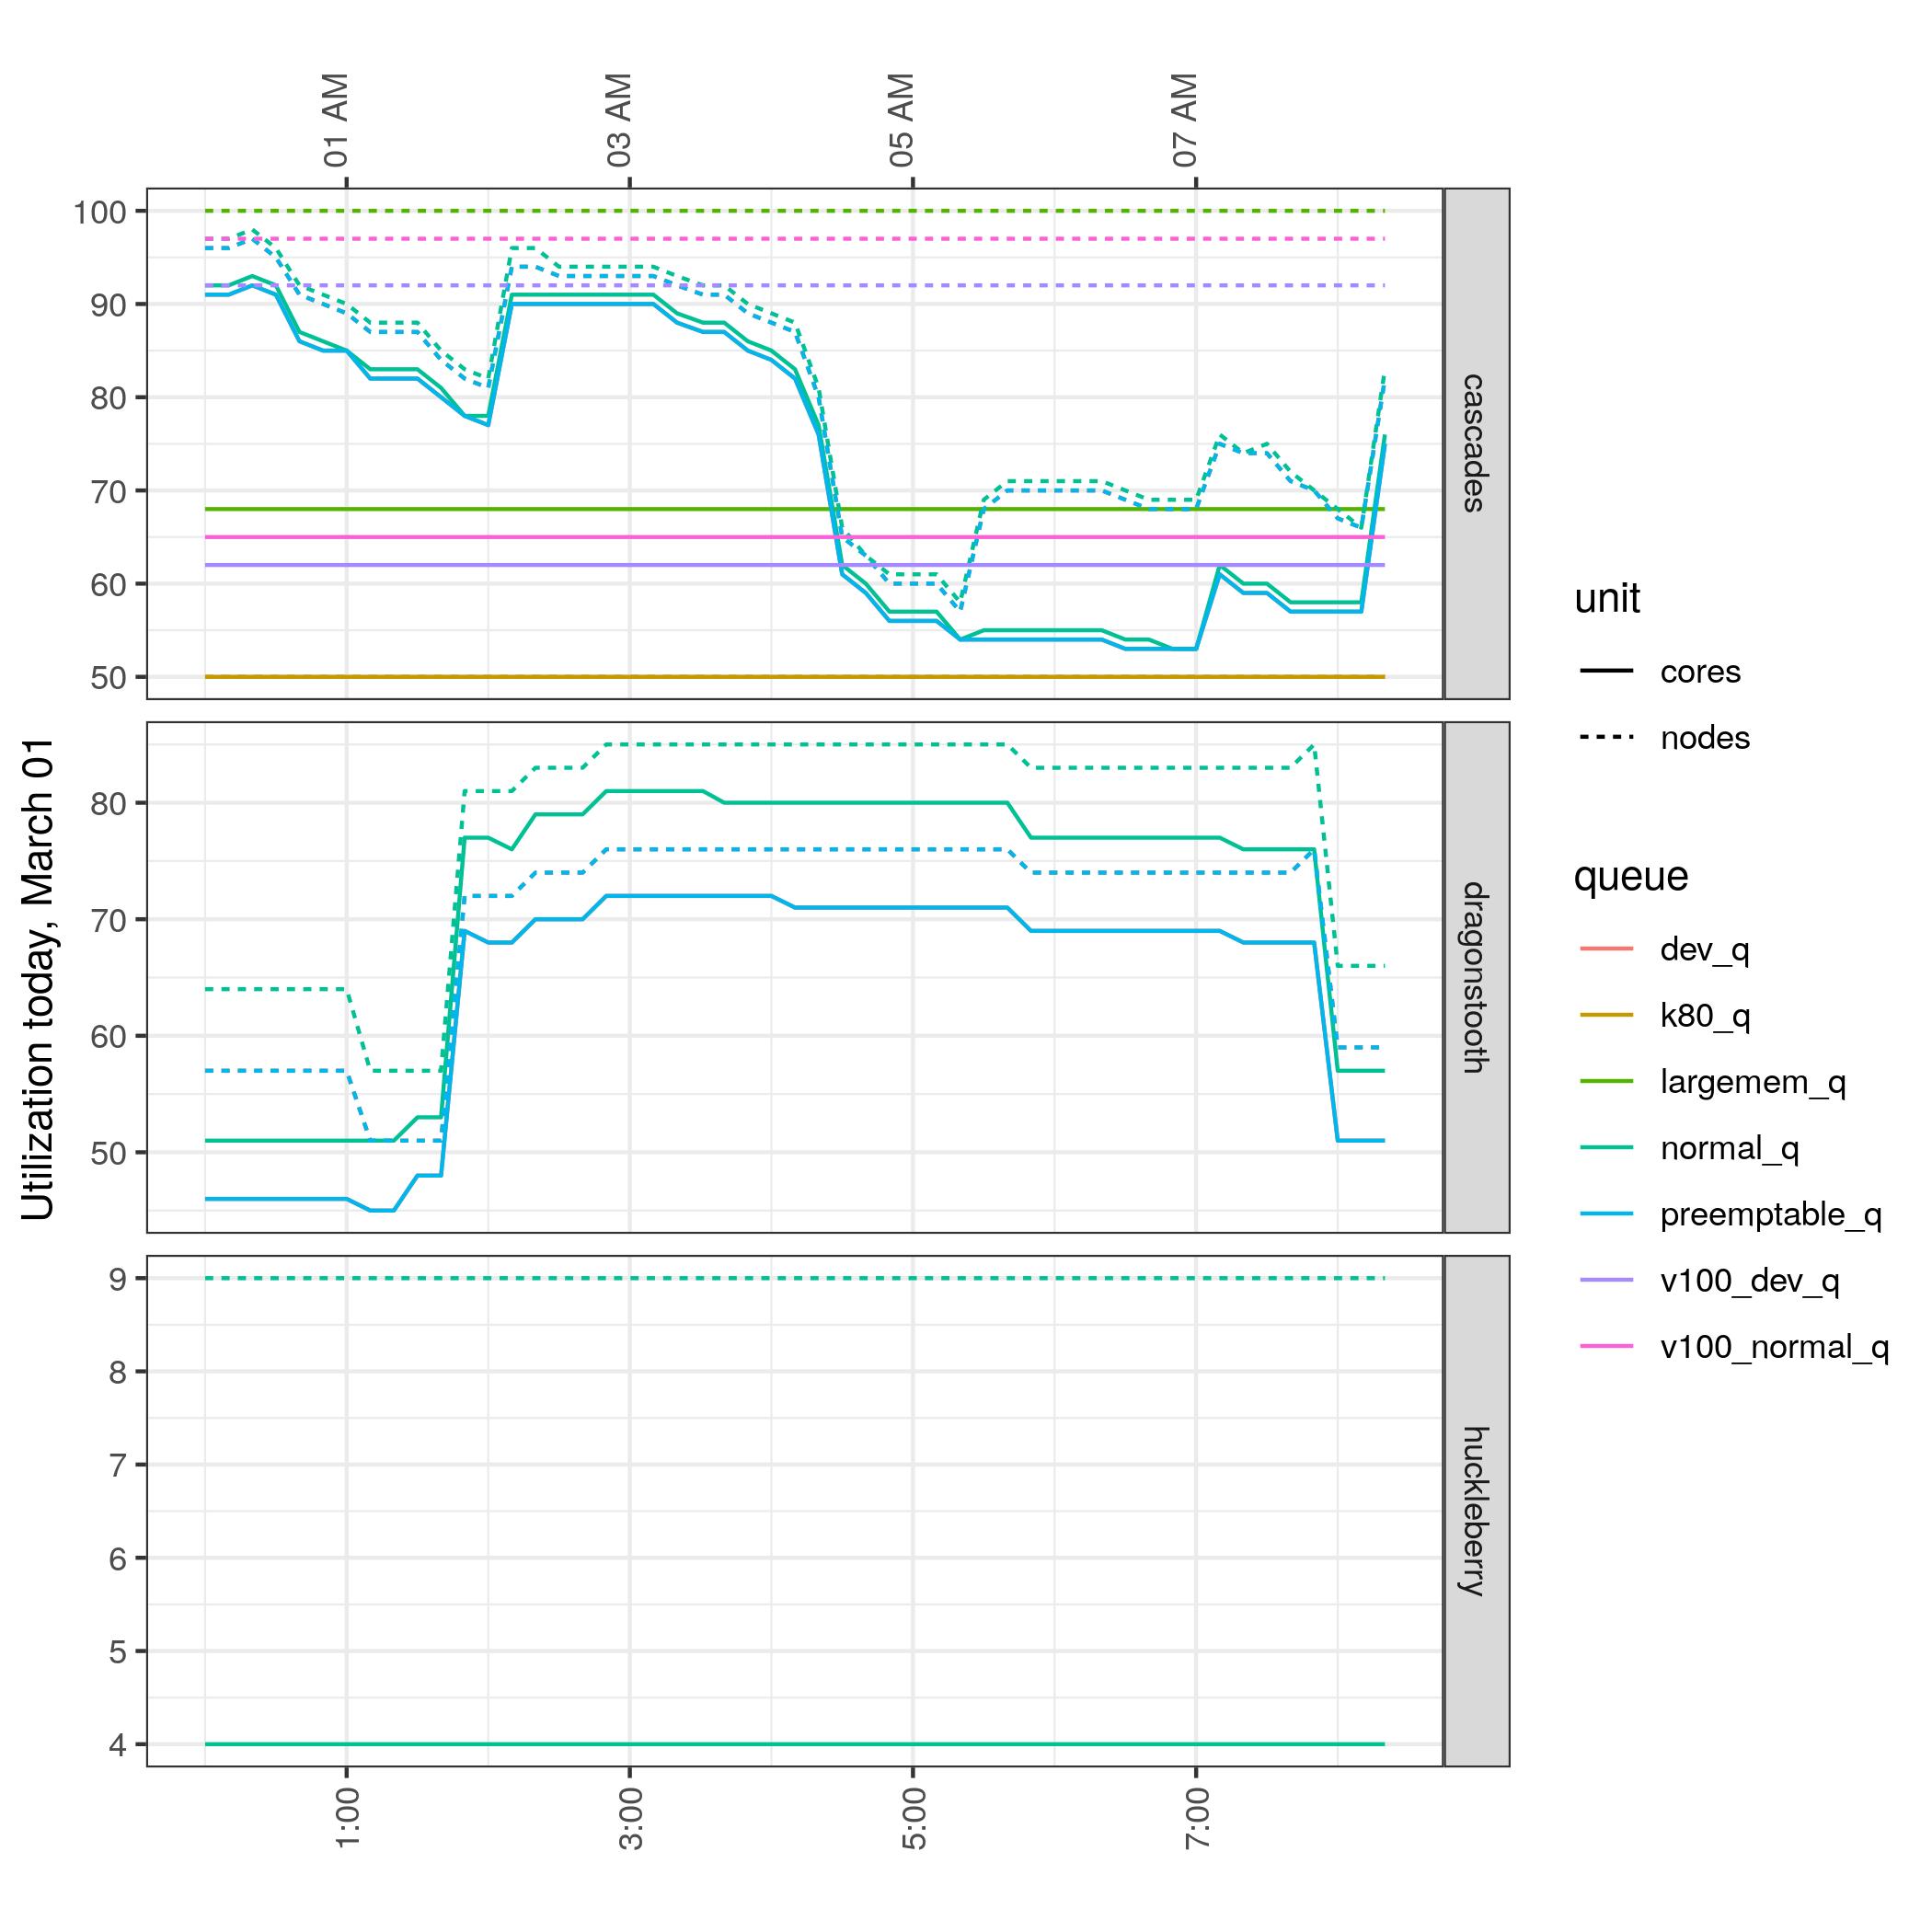 01 AM
03 AM
05 AM
07 AM
Utilization today, March 01
100
90
80
70
60
50
cascades
80
70
60
50
dragonstooth
9
8
7
6
5
4
huckleberry
1:00
3:00
5:00
7:00
unit
cores
nodes
queue
dev_q
k80_q
largemem_q
normal_q
preemptable_q
v100_dev_q
v100_normal_q